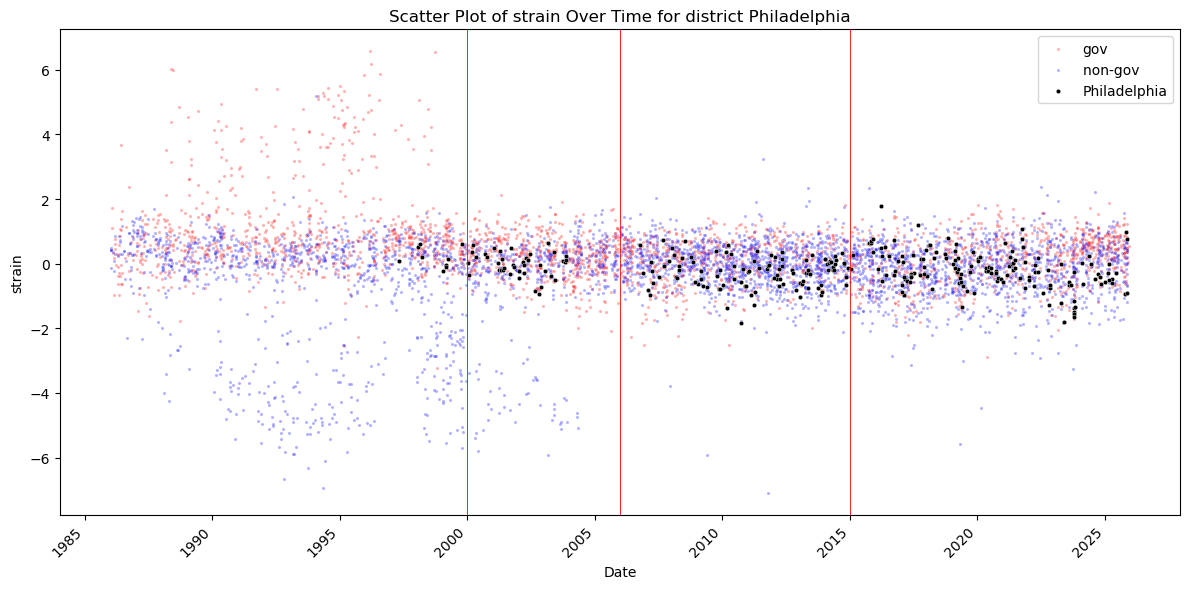 Scatter Plot of strain Over Time for district Philadelphia
gov
non-gov
Philadelphia
strain
6
4
2
0
−2
−4
−6
1985
1990
1995
2000
2005
2010
2015
2020
2025
Date